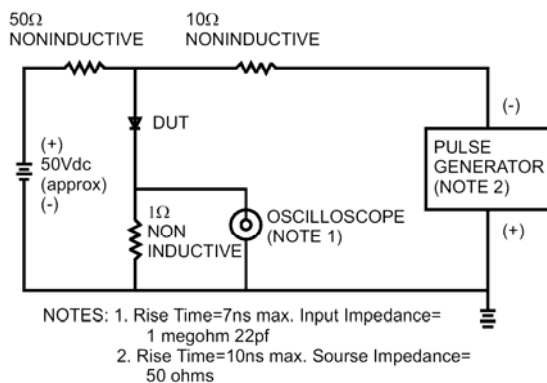 50Ω
NONINDUCTIVE
10Ω
NONINDUCTIVE
(+)
50Vdc
(approx)
(-)
DUT
1Ω
NON
INDUCTIVE
OSCILLOSCOPE
(NOTE 1)
(-)
PULSE
GENERATOR
(NOTE 2)
(+)
NOTES: 1. Rise Time=7ns max. Input Impedance=
1 megohm 22pf
2. Rise Time=10ns max. Sourse Impedance=
50 ohms